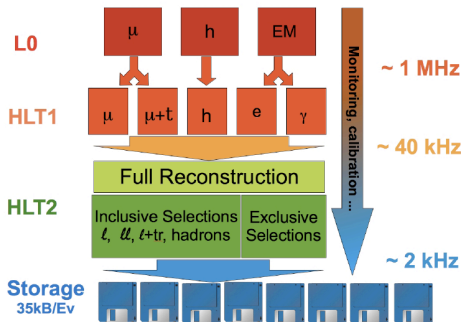 L0
μ
h
EM
~ 1 MHz
HLT1
μ
μ+t
h
e
γ
~ 40 kHz
Full Reconstruction
HLT2
Inclusive Selections
ℓ, ℓℓ, ℓ+tr, hadrons
Exclusive
Selections
~ 2 kHz
Storage
35kB/Ev
Monitoring, calibration ...